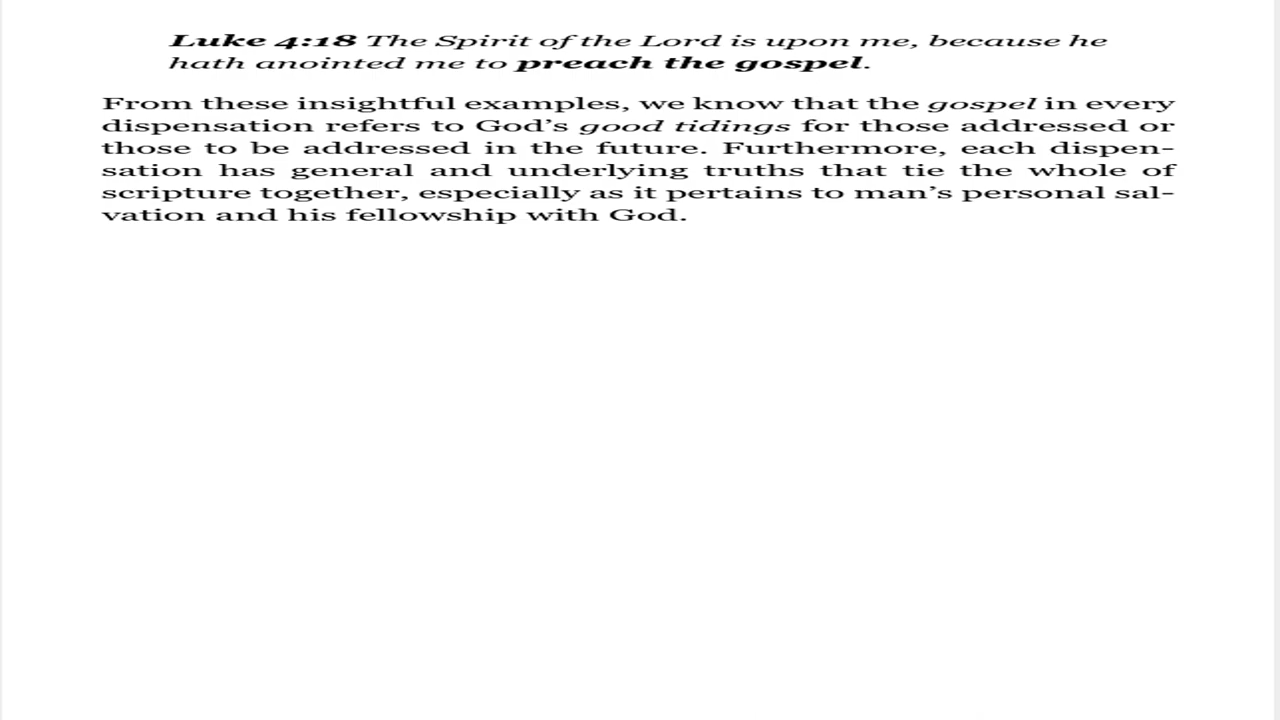 Luke 4:18 The Spirit of the Lord is upon me, because he
hath anointed me to preach the gospel.
From these insightful examples, we know that the gospel in every
dispensation refers to God’s good tidings for those addressed or
those to be addressed in the future. Furthermore, each dispen-
sation has general and underlying truths that tie the whole of
scripture together, especially as it pertains to man’s personal sal-
vation and his fellowship with God.